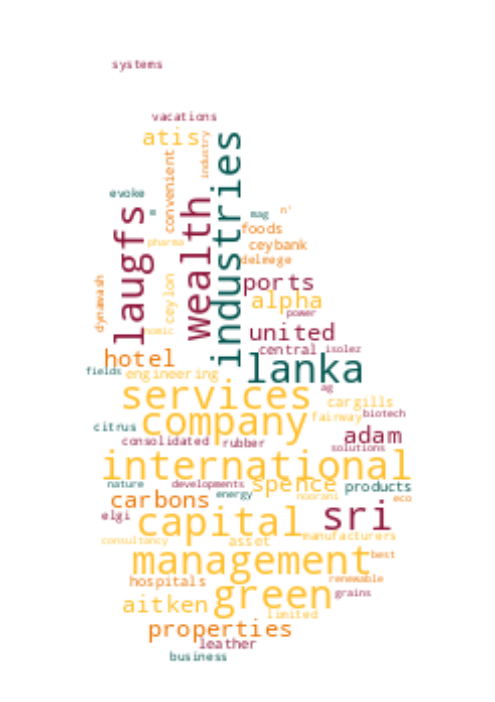 systems
vacations
atis
industry
convenient
industries
evoke
n'
mag
foods
laugfs
wealth
pharma
ceybank
delmege
dynawash
ceylon
ports
alpha
power
nomic
united
central isolez
hotel
lanka
fields engineering
ag
services
cargills
company
fairway biotech
citrus
adam
consolidated rubber
solutions
international
nature developments spence products
energy noorani
carbons
eco
elgi
capital
sri
consultancy asset manufacturers
management best
hospitals renewable
green grains
aitken
limited
properties
leather
business